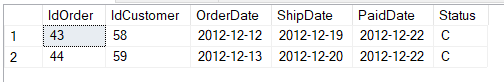 IdOrder IdCustomer OrderDate ShipDate PaidDate Status
1 43 58 2012-12-12 2012-12-19 2012-12-22 C
2 44 59 2012-12-13 2012-12-20 2012-12-22 C